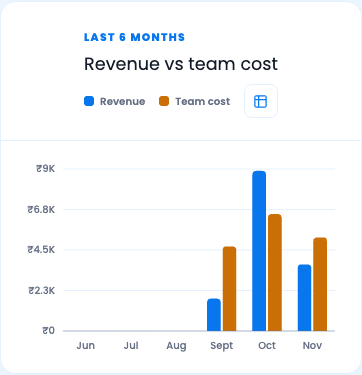 LAST 6 MONTHS
Revenue vs team cost
Revenue Team cost
₹9K
₹6.8K
₹4.5K
₹2.3K
₹0
Jun Jul Aug Sept Oct Nov